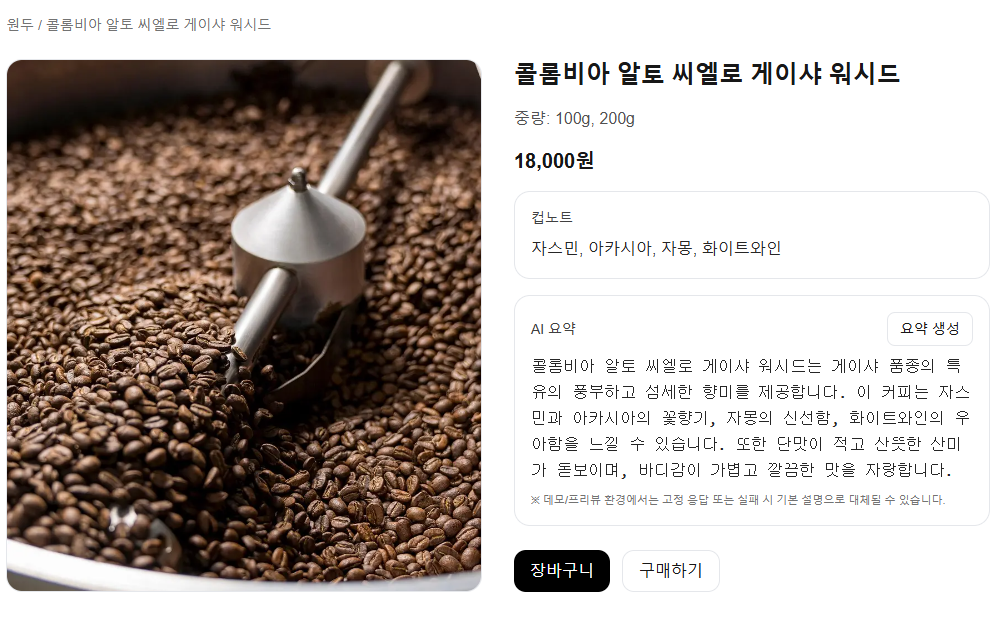 원두 / 콜롬비아 알토 씨엘로 게이샤 워시드
콜롬비아 알토 씨엘로 게이샤 워시드
중량: 100g, 200g
18,000원
컵노트
자스민, 아카시아, 자몽, 화이트와인
AI 요약
요약 생성
콜롬비아 알토 씨엘로 게이샤 워시드는 게이샤 품종의 특
유의 풍부하고 섬세한 향미를 제공합니다. 이 커피는 자스
민과 아카시아의 꽃향기, 자몽의 신선함, 화이트와인의 우
아함을 느낄 수 있습니다. 또한 단맛이 적고 산뜻한 산미
가 돋보이며, 바디감이 가볍고 깔끔한 맛을 자랑합니다.
※ 데모/프리뷰 환경에서는 고정 응답 또는 실패 시 기본 설명으로 대체될 수 있습니다.
장바구니
구매하기